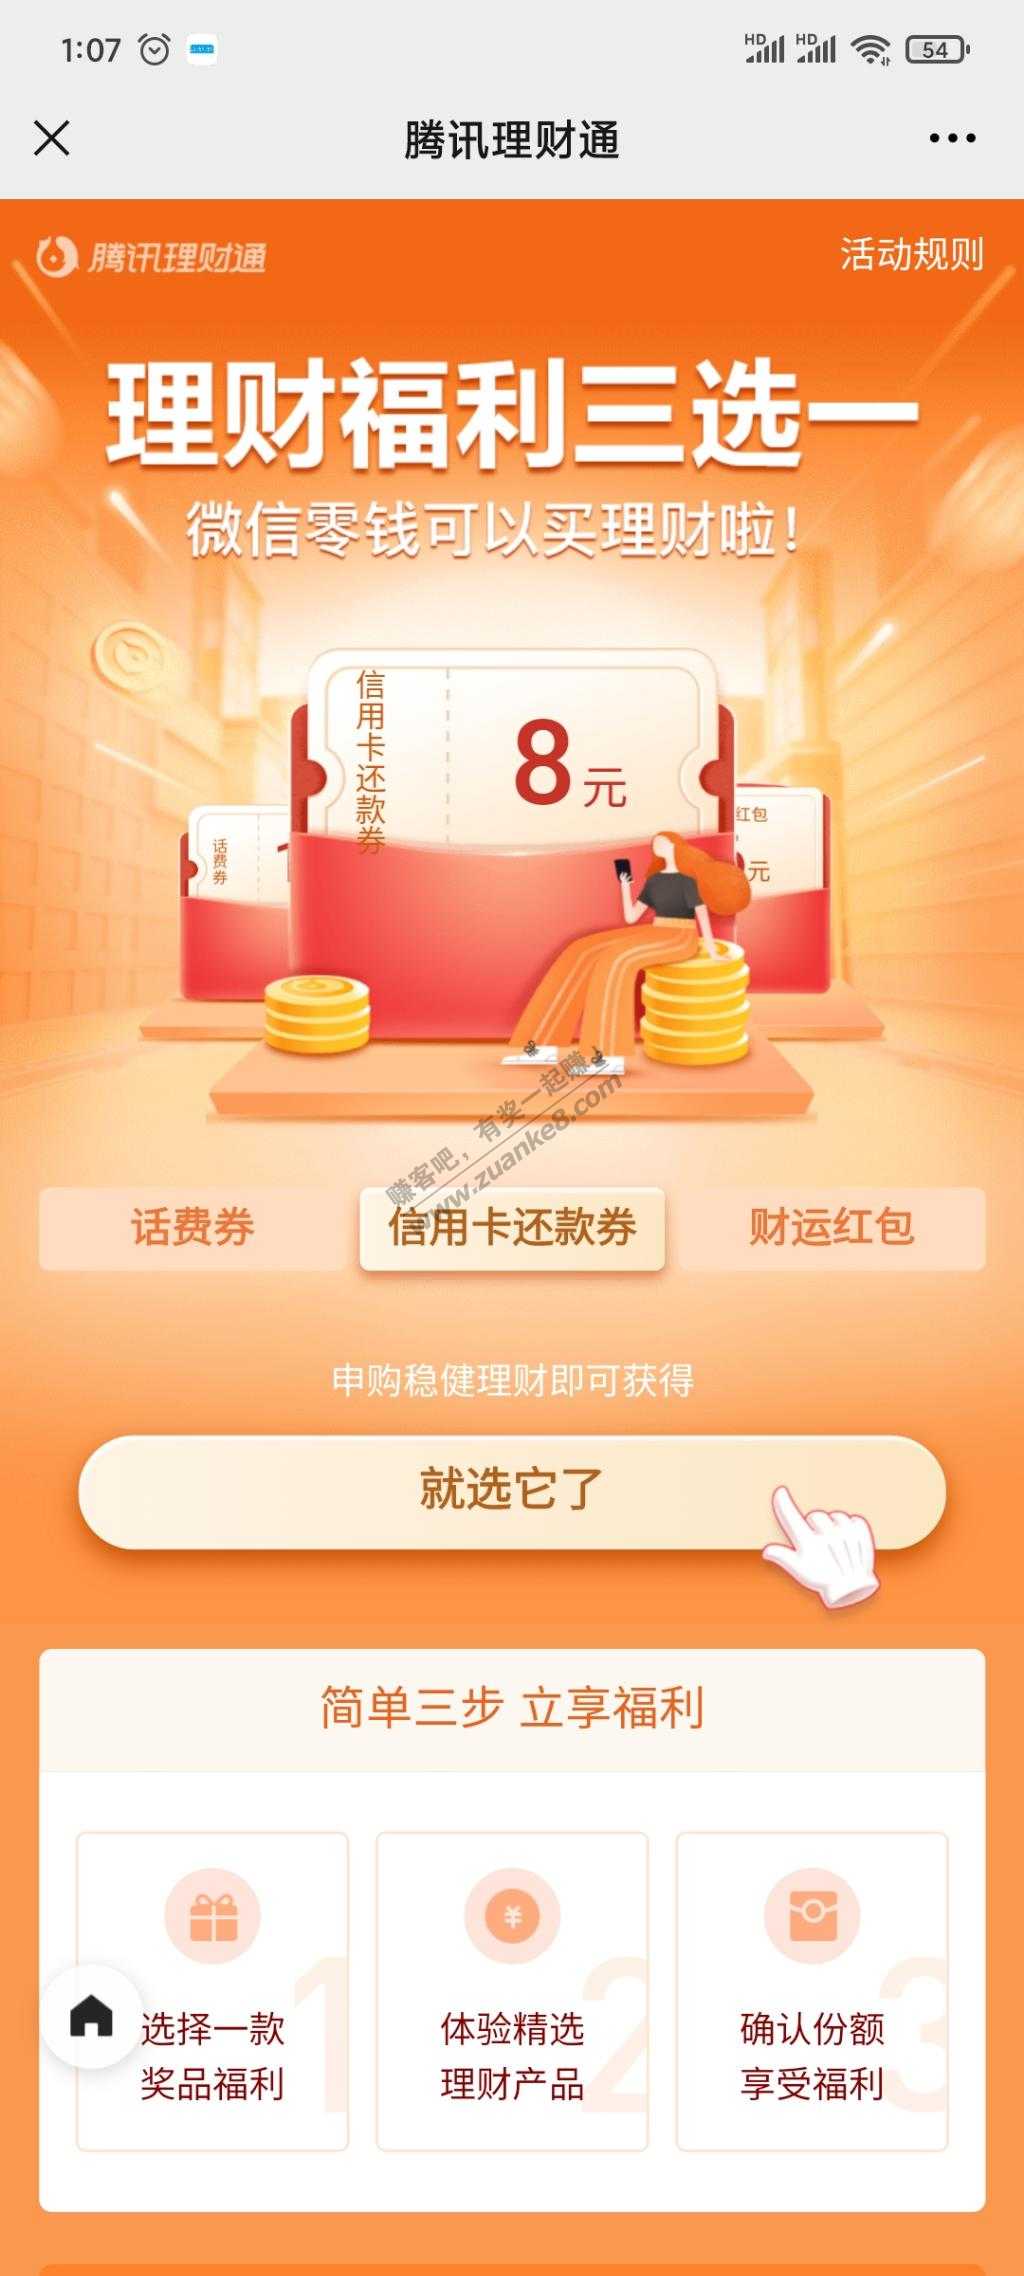 1:07
HD HD 54
腾讯理财通
腾讯理财通
活动规则
理财福利三选一
微信零钱可以买理财啦！
信用卡还款券
8元
话费券
红包
元
赚客吧，有奖一起赚
www.zuanke8.com
话费券
信用卡还款券
财运红包
申购稳健理财即可获得
就选它了
简单三步 立享福利
1
选择一款
奖品福利
¥
2
体验精选
理财产品
3
确认份额
享受福利